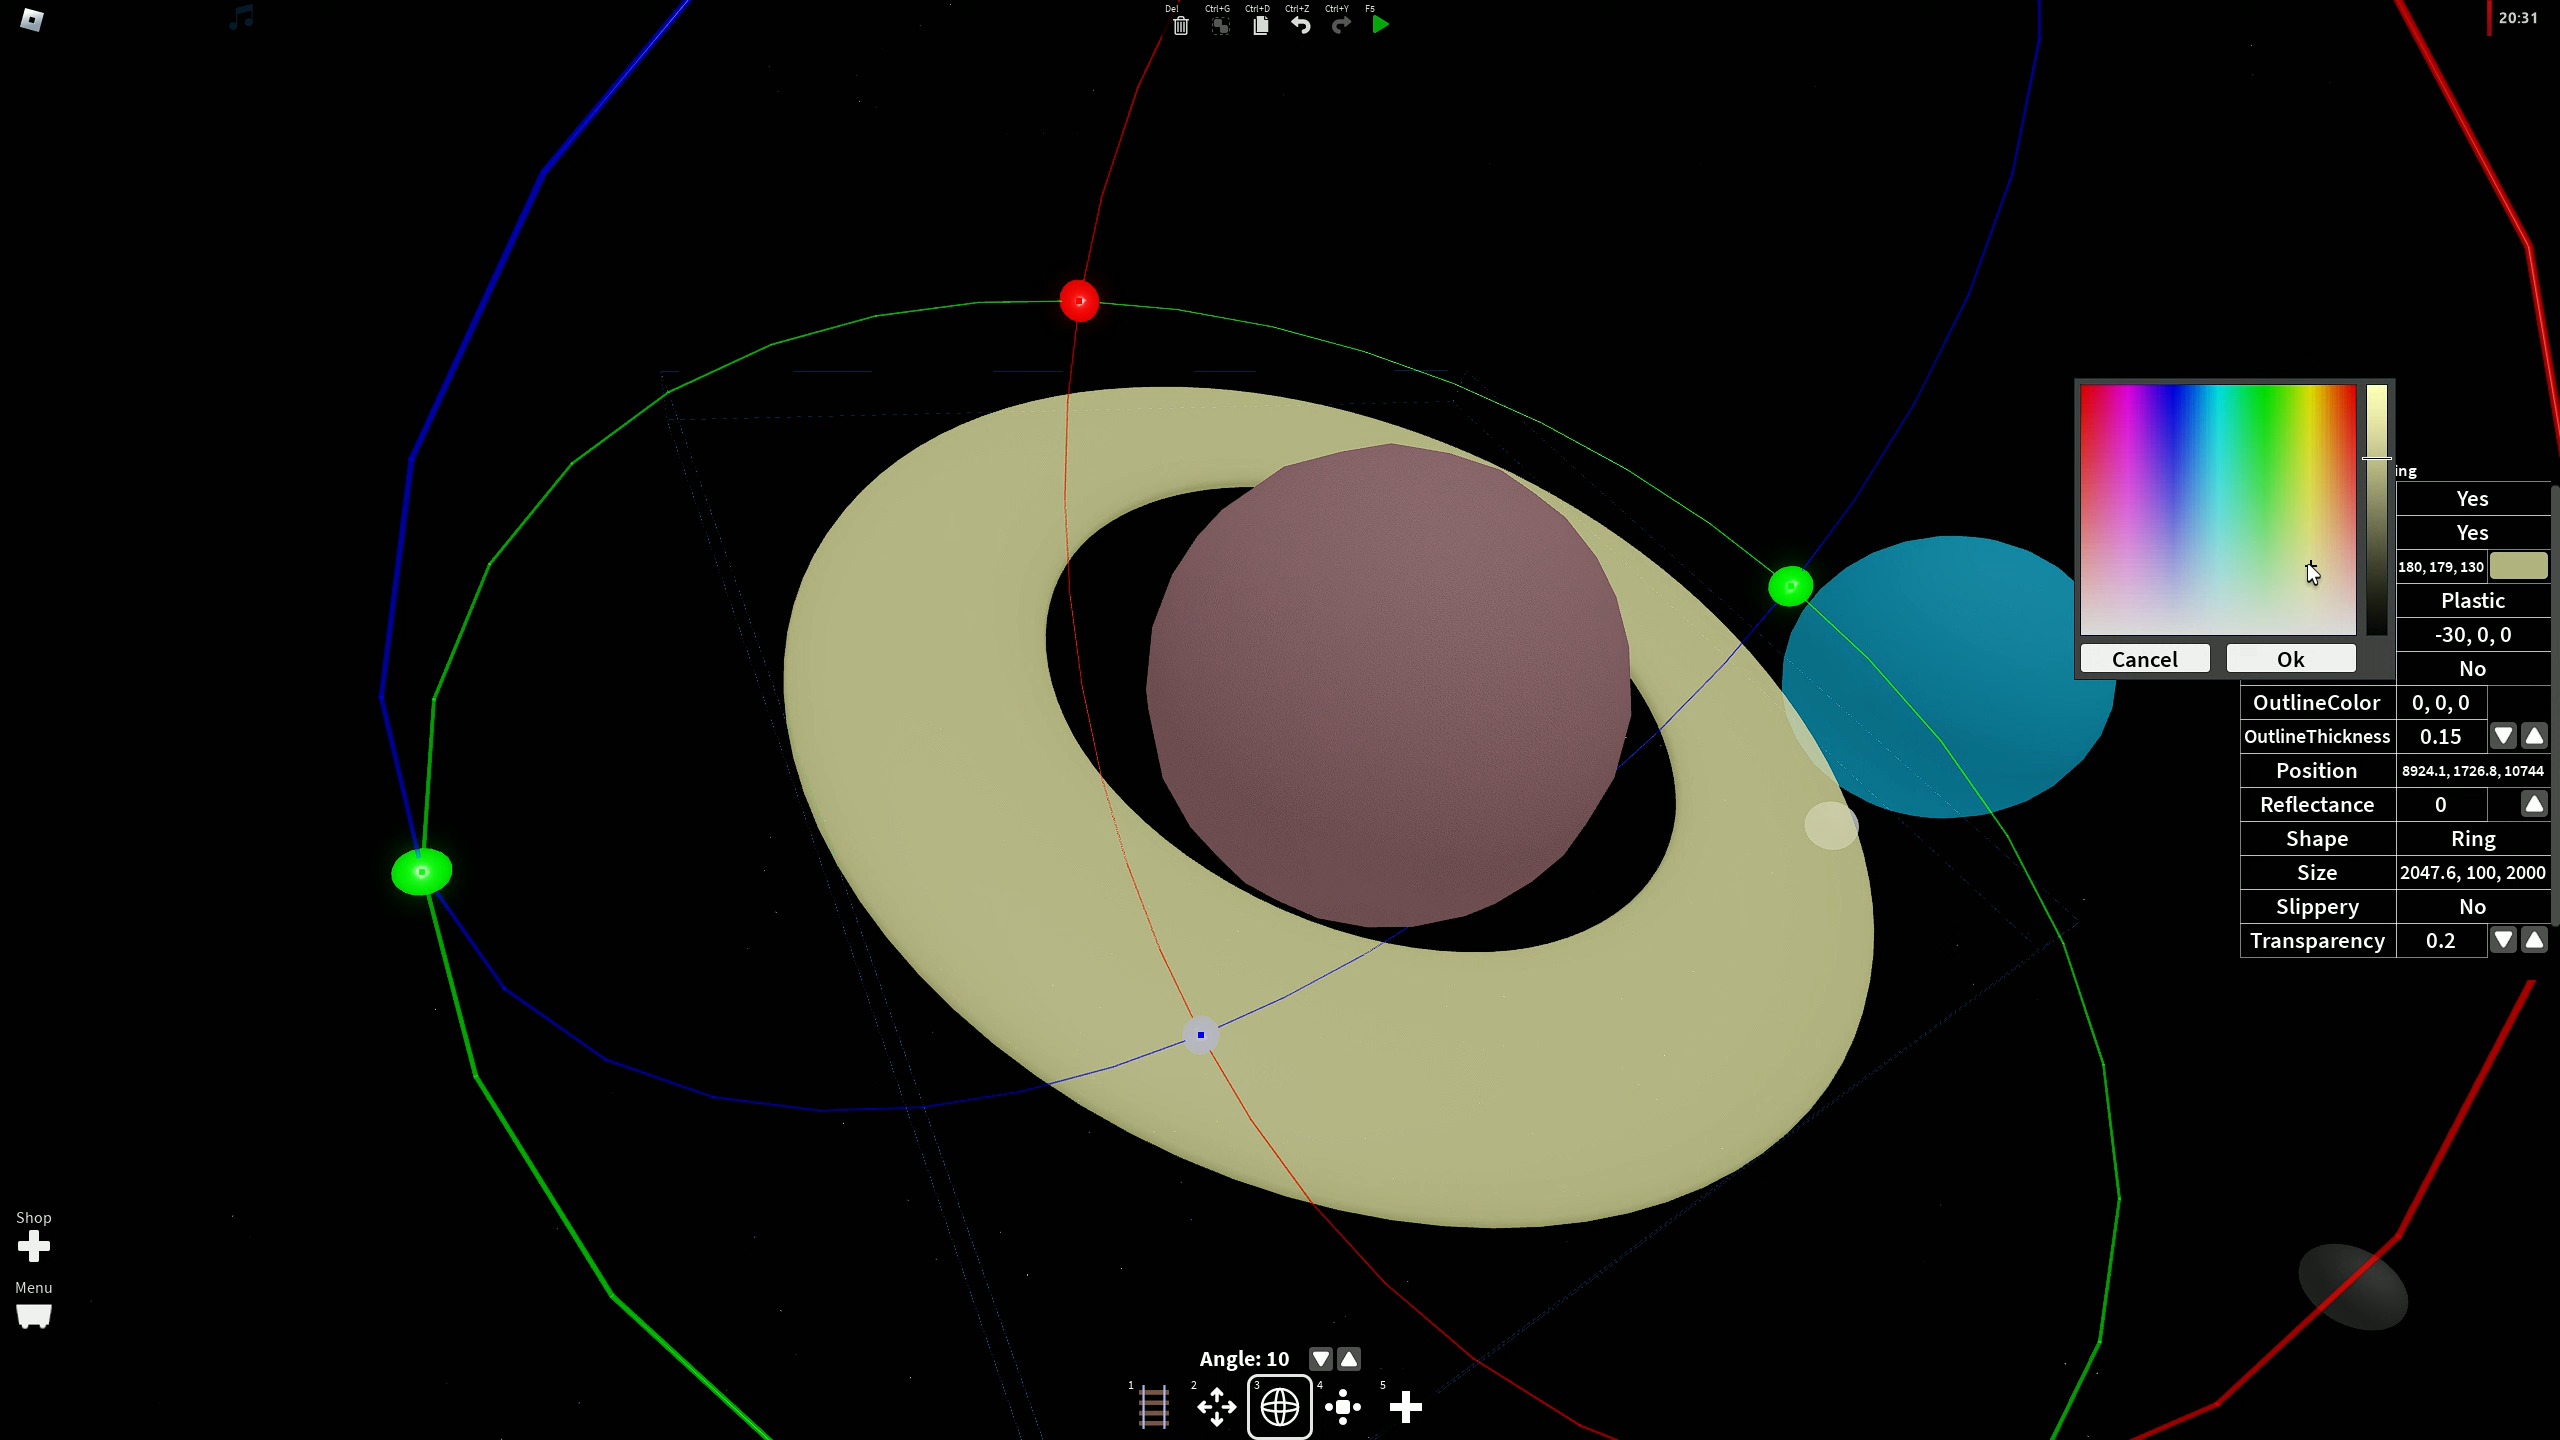 Del Ctrl+G Ctrl+D Ctrl+Z Ctrl+Y F5
20:31
ing
Yes
Yes
180, 179, 130
Plastic
-30, 0, 0
Cancel Ok
No
OutlineColor 0, 0, 0
OutlineThickness 0.15
Position 8924.1, 1726.8, 10744
Reflectance 0
Shape Ring
Size 2047.6, 100, 2000
Slippery No
Transparency 0.2
Shop
Menu
Angle: 10
1 2 3 4 5